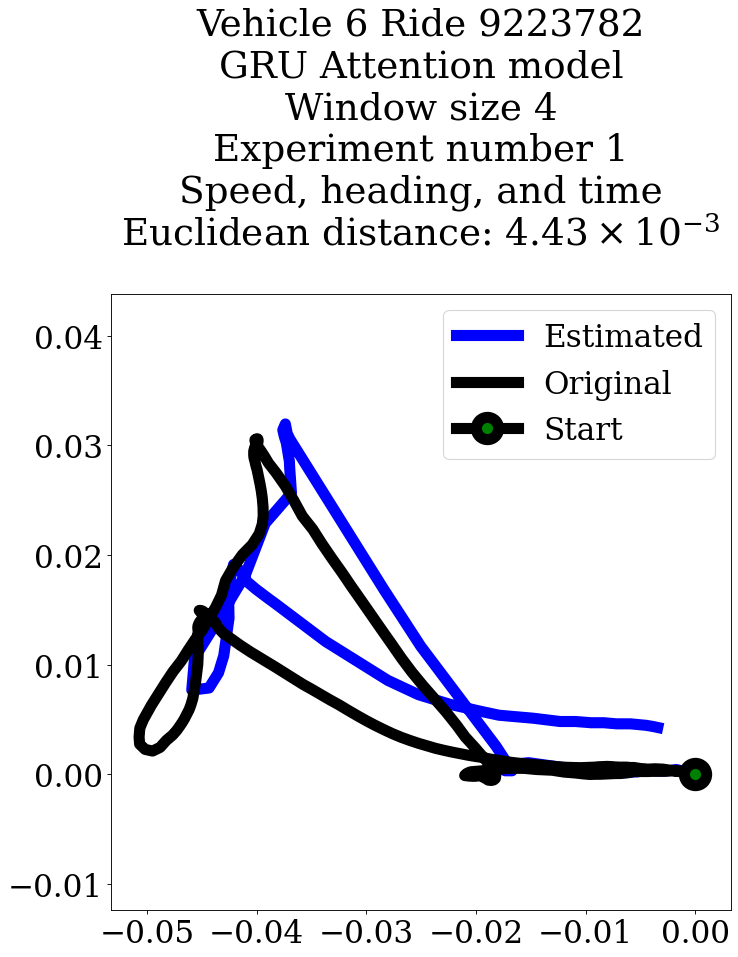 Vehicle 6 Ride 9223782
GRU Attention model
Window size 4
Experiment number 1
Speed, heading, and time
Euclidean distance: 4.43 × 10⁻³
Estimated
Original
Start
0.04
0.03
0.02
0.01
0.00
−0.01
−0.05 −0.04 −0.03 −0.02 −0.01 0.00